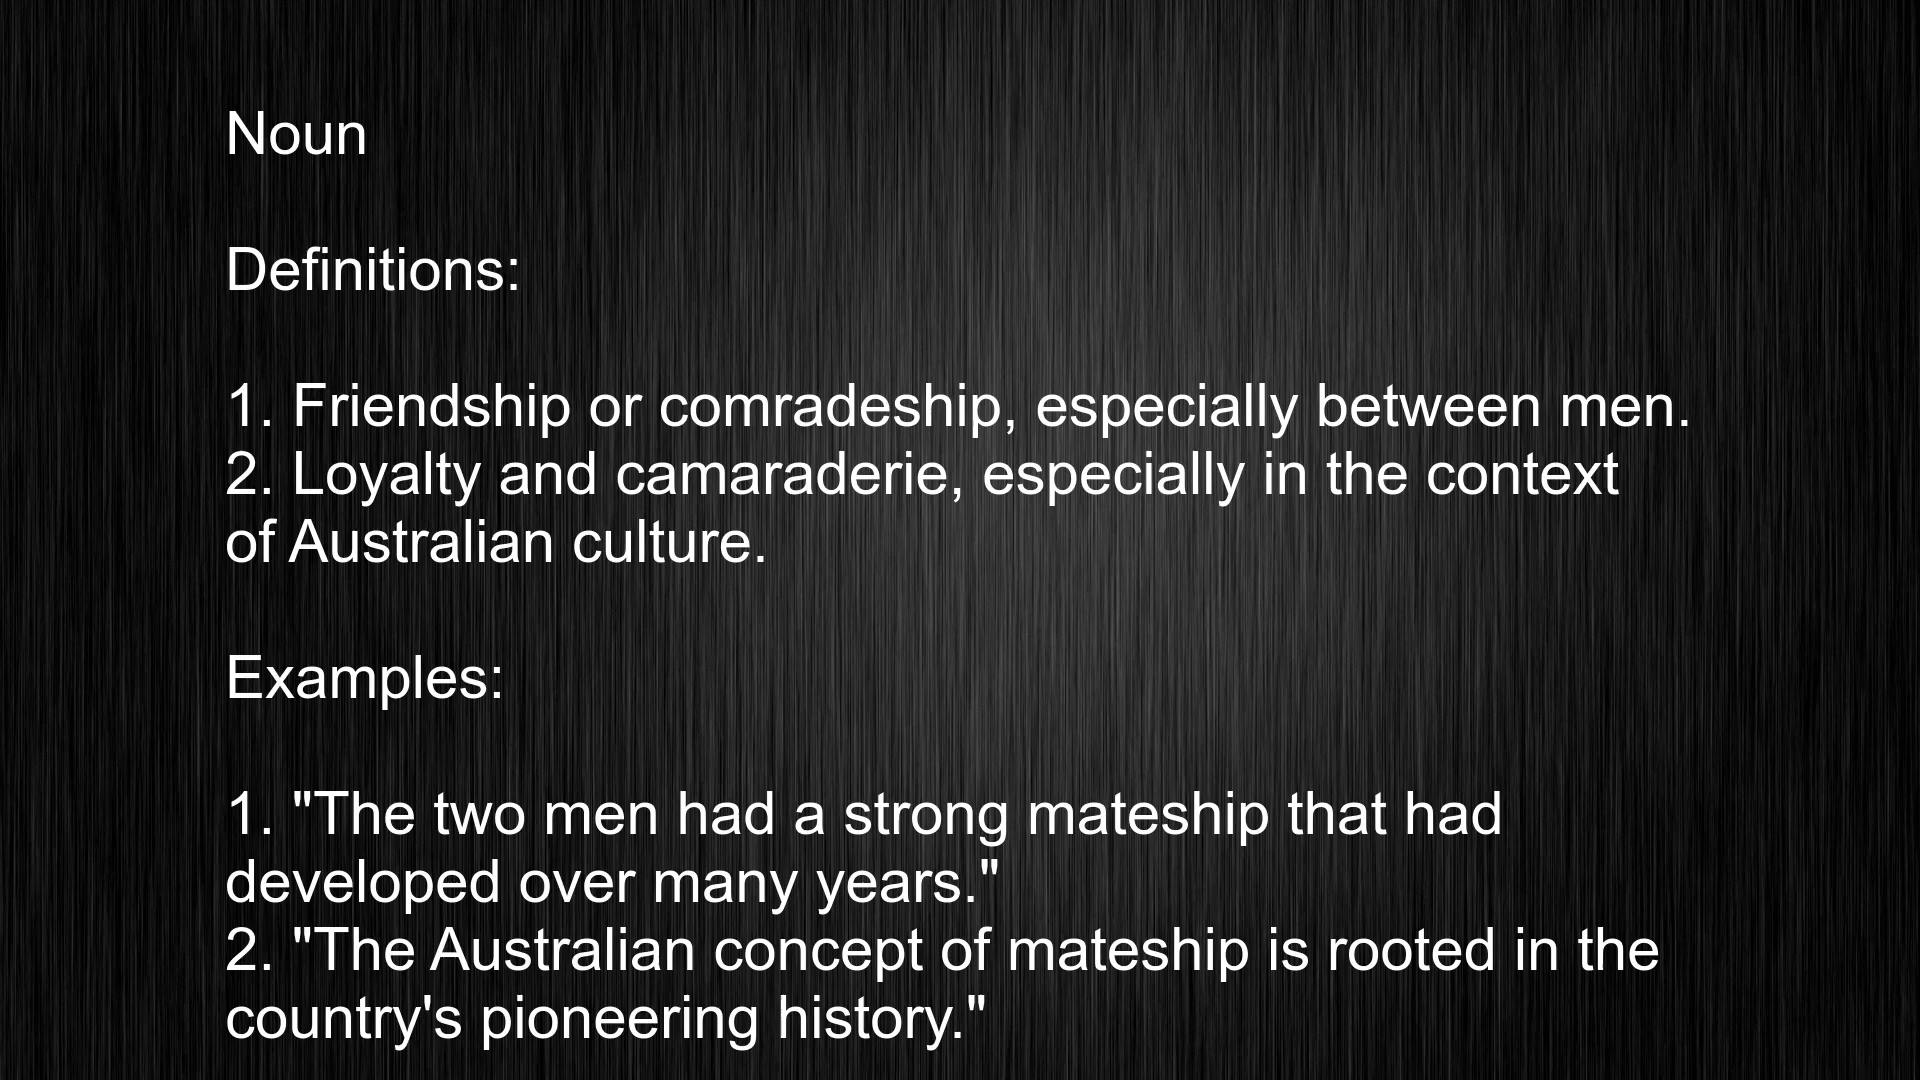 Noun
Definitions:
1. Friendship or comradeship, especially between men.
2. Loyalty and camaraderie, especially in the context
of Australian culture.
Examples:
1. "The two men had a strong mateship that had
developed over many years."
2. "The Australian concept of mateship is rooted in the
country's pioneering history."